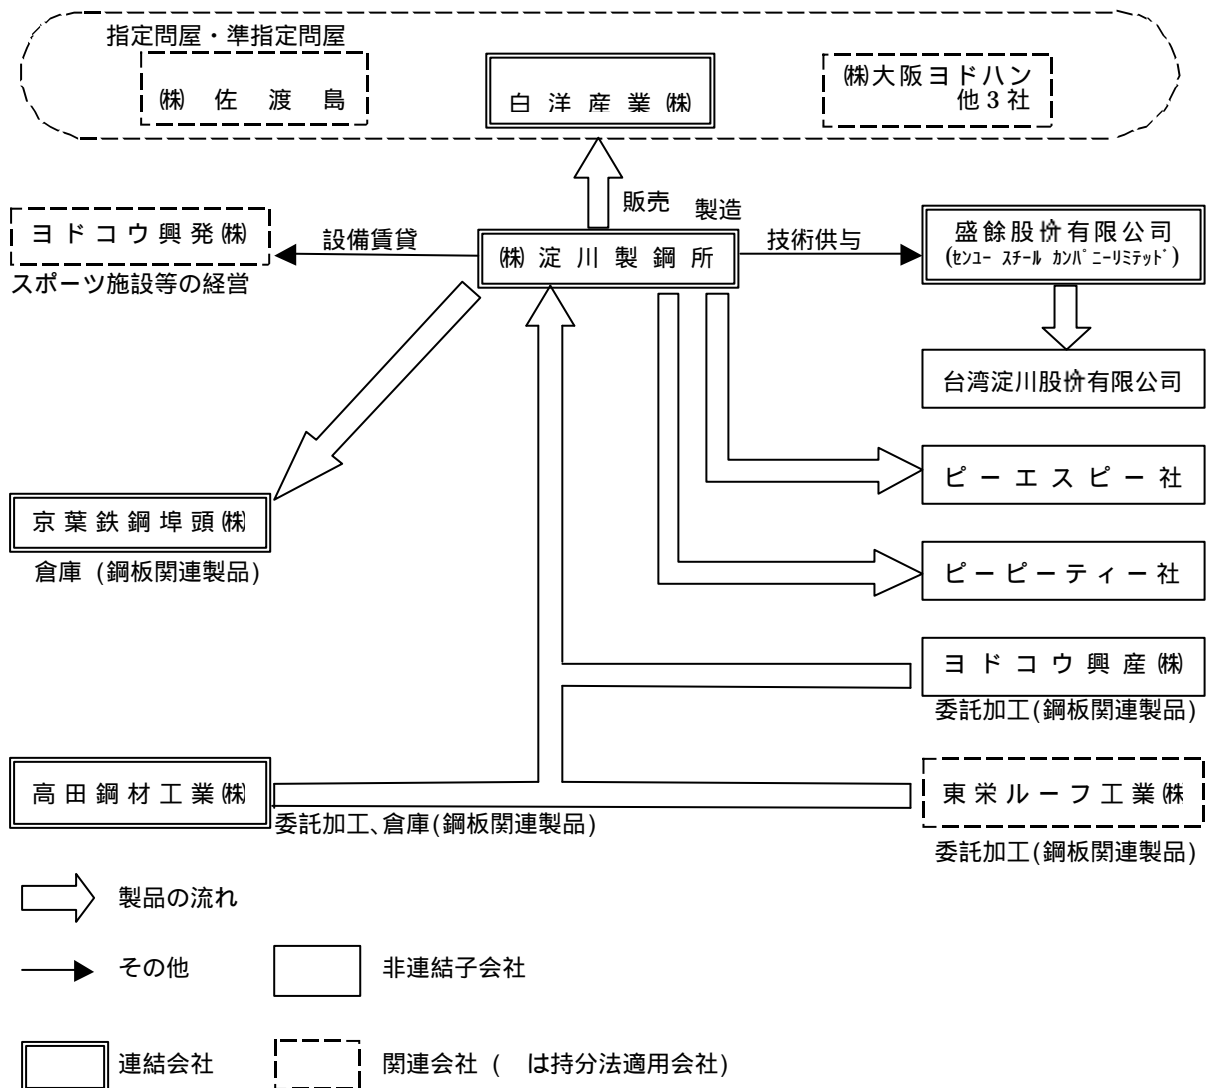 指定問屋・準指定問屋
㈱ 佐 渡 島
白 洋 産 業 ㈱
㈱大阪ヨドハン
他3社
販売
製造
ヨ ド コ ウ 興 発 ㈱
スポーツ施設等の経営
設備賃貸
㈱ 淀 川 製 鋼 所
技術供与
盛餘股份有限公司
(センユー スチール カンパニーリミテッド)
台湾淀川股份有限公司
ピ ー エ ス ピ ー 社
京 葉 鉄 鋼 埠 頭 ㈱
倉庫 (鋼板関連製品)
ピ ー ピ ー テ ィ ー 社
ヨ ド コ ウ 興 産 ㈱
委託加工(鋼板関連製品)
高 田 鋼 材 工 業 ㈱
委託加工、倉庫(鋼板関連製品)
東 栄 ル ー フ 工 業 ㈱
委託加工(鋼板関連製品)
製品の流れ
その他
非連結子会社
連結会社
関連会社 ( は持分法適用会社)